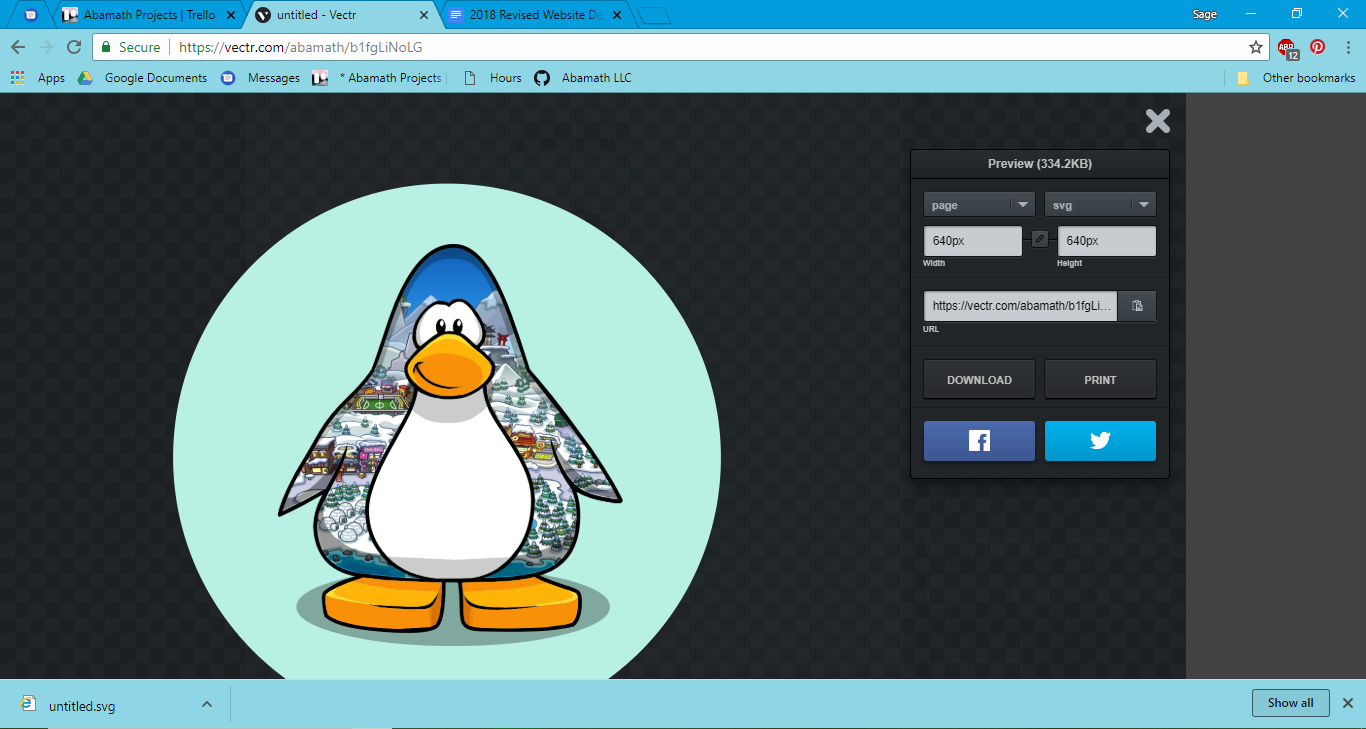 Abamath Projects | Trello
untitled - Vectr
2018 Revised Website De
Sage
Secure
https://vectr.com/abamath/b1fgLiNoLG
ABP
12
Apps
Google Documents
Messages
* Abamath Projects
Hours
Abamath LLC
Other bookmarks
Preview (334.2KB)
page
svg
640px
640px
Width
Height
https://vectr.com/abamath/b1fgLi...
URL
DOWNLOAD
PRINT
untitled.svg
Show all